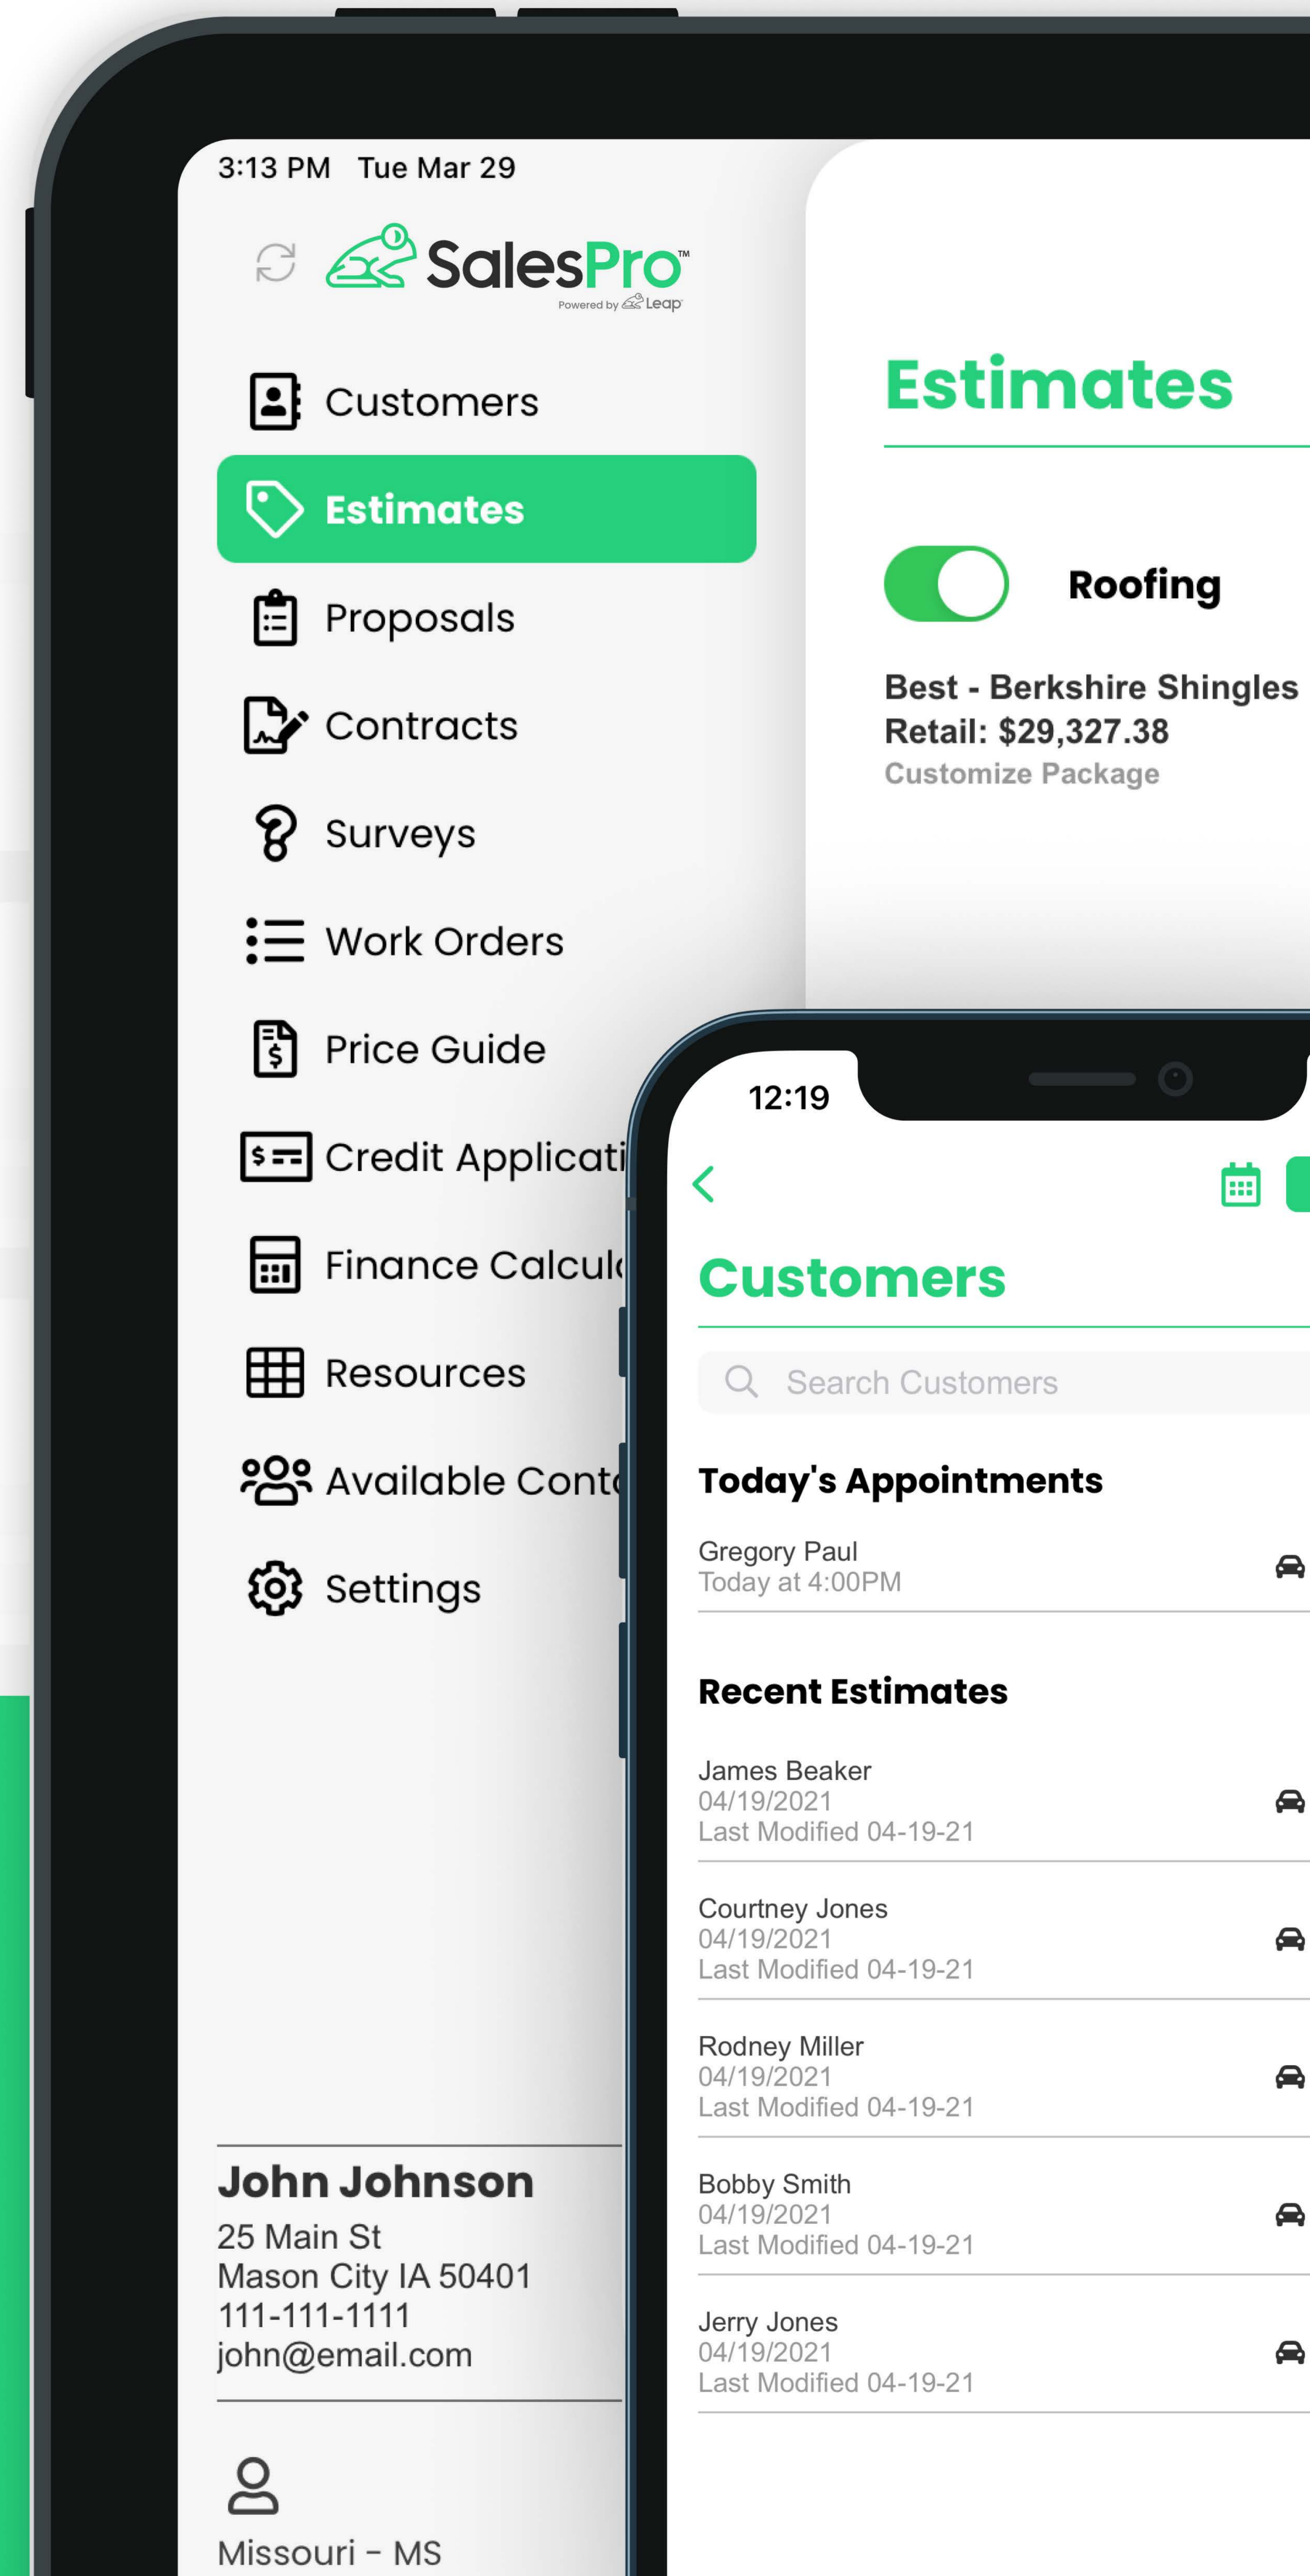 3:13 PM Tue Mar 29
SalesPro™
Powered by Leap
Customers
Estimates
Proposals
Contracts
Surveys
Work Orders
Price Guide
Credit Applicati
Finance Calcul
Resources
Available Cont
Settings
John Johnson
25 Main St
Mason City IA 50401
111-111-1111
john@email.com
Missouri - MS
Estimates
Roofing
Best - Berkshire Shingles
Retail: $29,327.38
Customize Package
12:19
Customers
Search Customers
Today's Appointments
Gregory Paul
Today at 4:00PM
Recent Estimates
James Beaker
04/19/2021
Last Modified 04-19-21
Courtney Jones
04/19/2021
Last Modified 04-19-21
Rodney Miller
04/19/2021
Last Modified 04-19-21
Bobby Smith
04/19/2021
Last Modified 04-19-21
Jerry Jones
04/19/2021
Last Modified 04-19-21